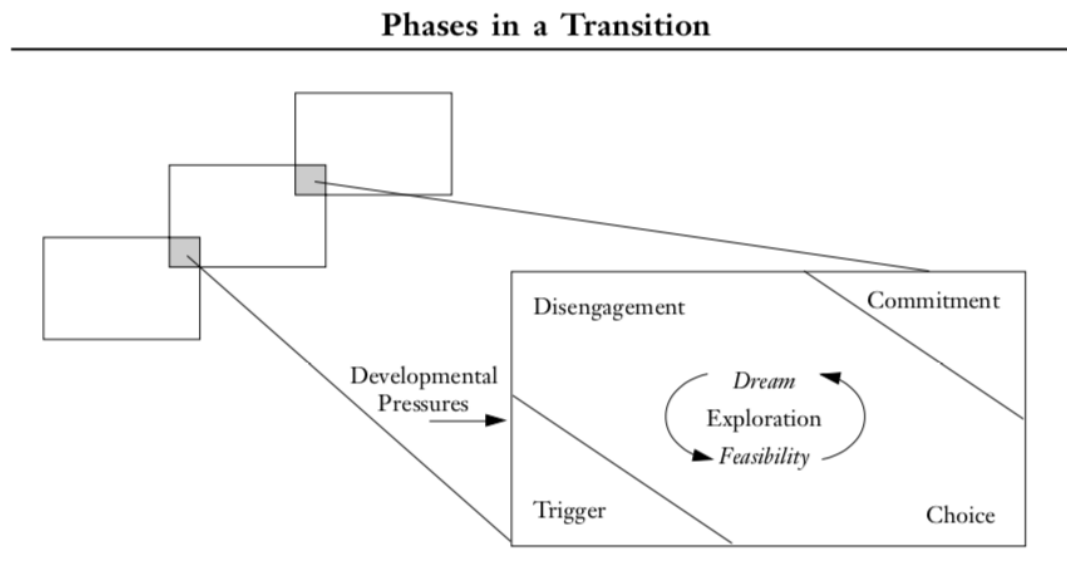 Phases in a Transition
Disengagement
Commitment
Developmental
Pressures
Dream
Exploration
Feasibility
Trigger
Choice